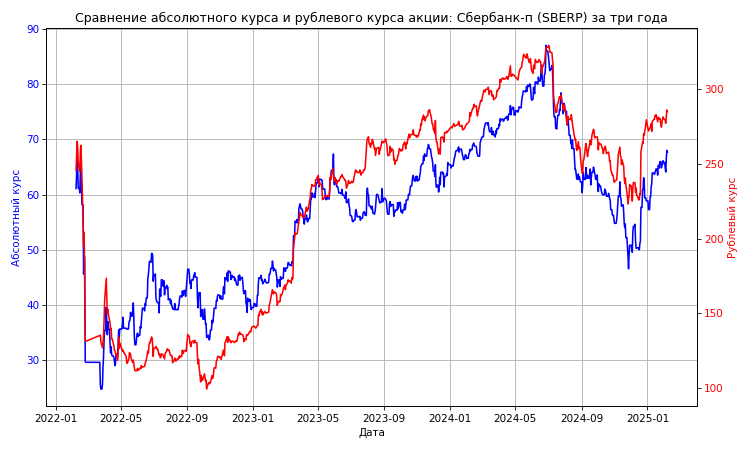 Сравнение абсолютного курса и рублевого курса акции: Сбербанк-п (SBERP) за три года
90
80
70
60
50
40
30
Абсолютный курс
300
250
200
150
100
Рублевый курс
2022-01 2022-05 2022-09 2023-01 2023-05 2023-09 2024-01 2024-05 2024-09 2025-01
Дата